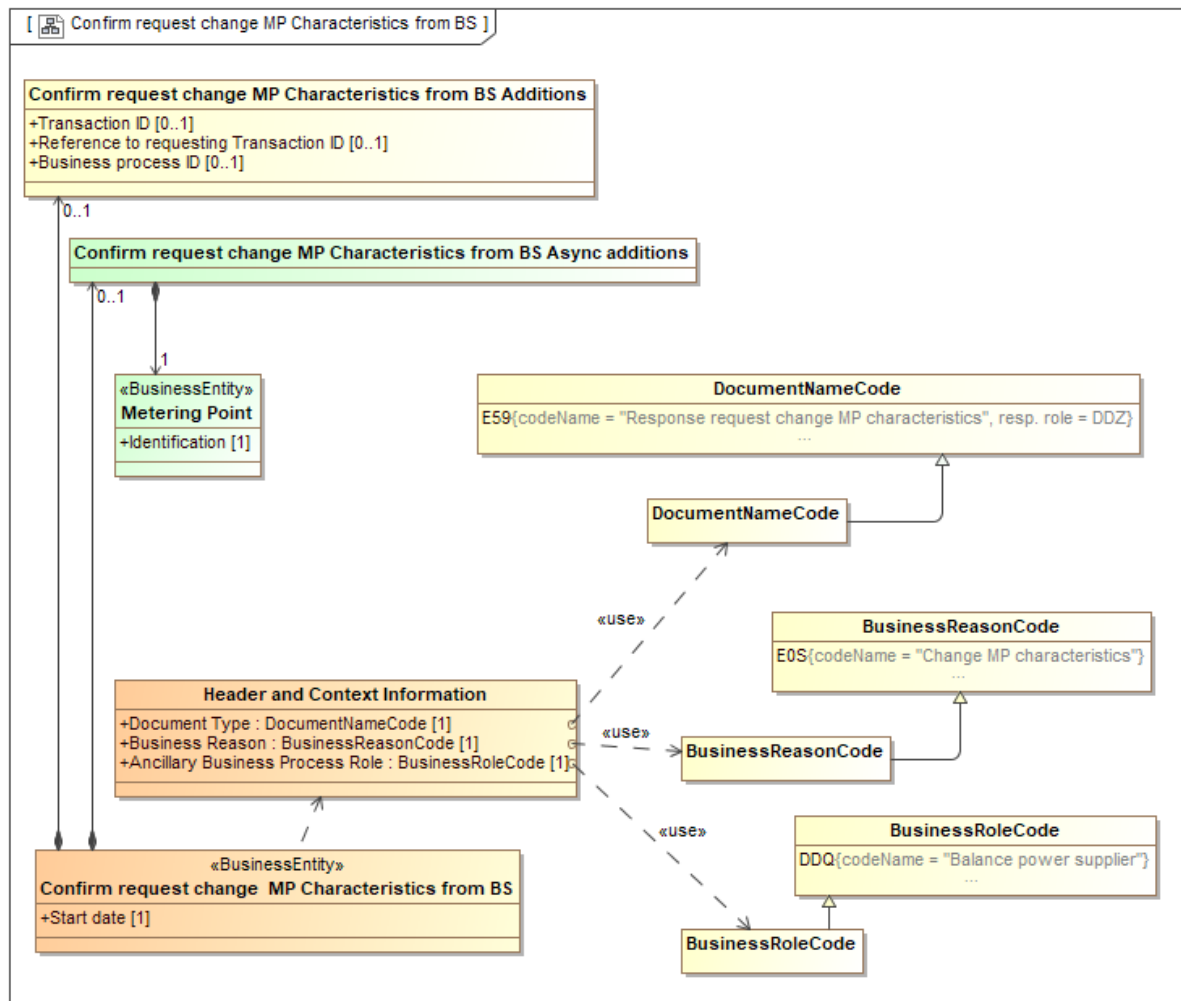 [ Confirm request change MP Characteristics from BS ]
Confirm request change MP Characteristics from BS Additions
+Transaction ID [0..1]
+Reference to requesting Transaction ID [0..1]
+Business process ID [0..1]
0..1
Confirm request change MP Characteristics from BS Async additions
0..1
1
«BusinessEntity»
Metering Point
+Identification [1]
DocumentNameCode
E59{codeName = "Response request change MP characteristics", resp. role = DDZ}
...
DocumentNameCode
«use»
BusinessReasonCode
E0S{codeName = "Change MP characteristics"}
...
Header and Context Information
+Document Type : DocumentNameCode [1]
+Business Reason : BusinessReasonCode [1]
+Ancillary Business Process Role : BusinessRoleCode [1]
«use»
BusinessReasonCode
«use»
BusinessRoleCode
DDQ{codeName = "Balance power supplier"}
...
«BusinessEntity»
Confirm request change  MP Characteristics from BS
+Start date [1]
BusinessRoleCode